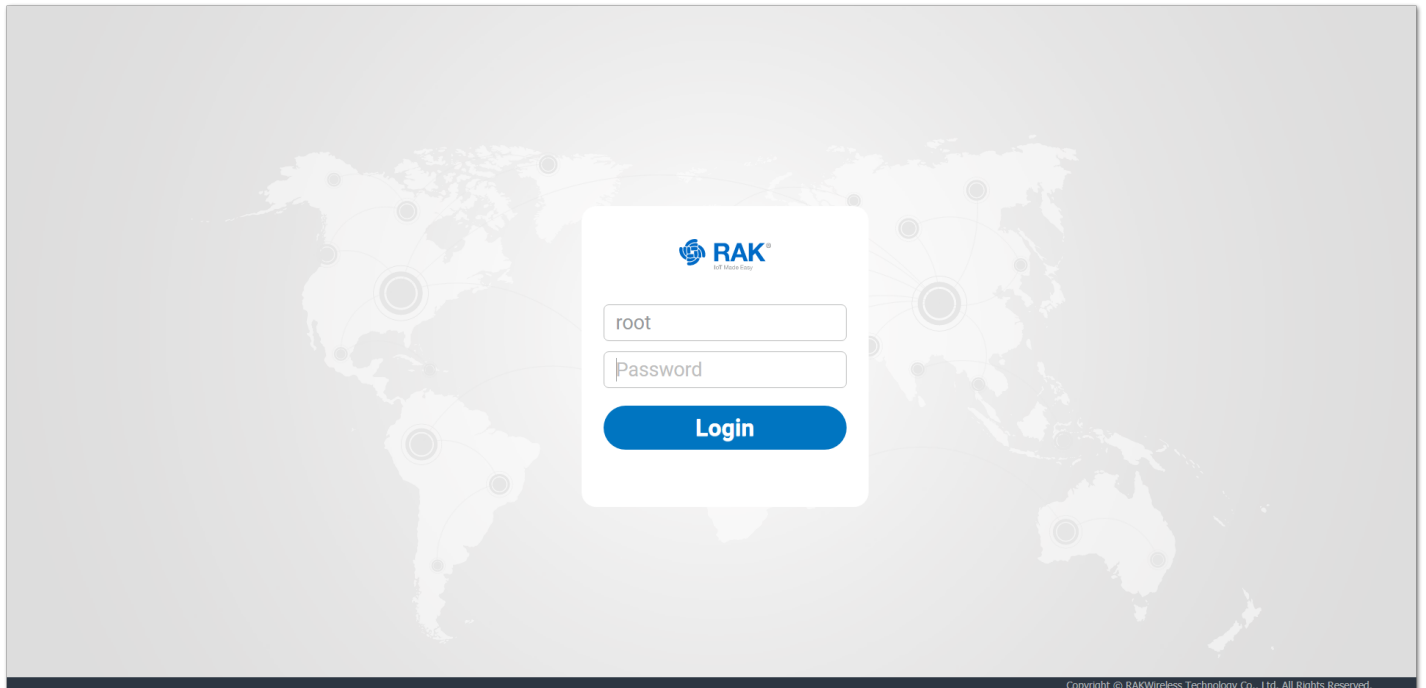 RAK®
IoT Made Easy
root
Password
Login
Copyright © RAKWireless Technology Co., Ltd. All Rights Reserved.